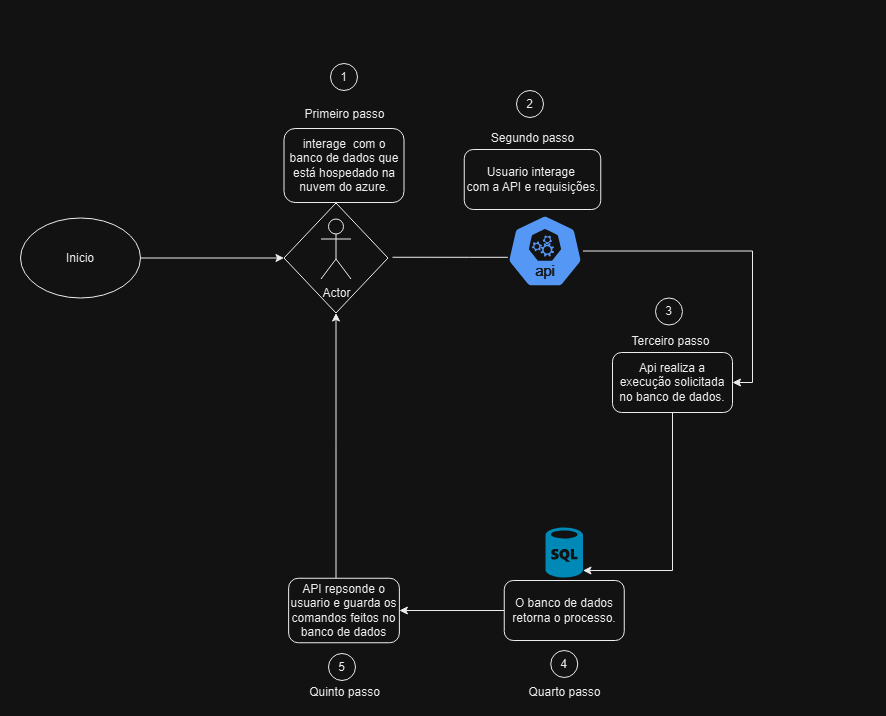 1
Primeiro passo
interage com o
banco de dados que
está hospedado na
nuvem do azure.
2
Segundo passo
Usuario interage
com a API e requisições.
Inicio
Actor
api
3
Terceiro passo
Api realiza a
execução solicitada
no banco de dados.
SQL
O banco de dados
retorna o processo.
4
Quarto passo
API repsonde o
usuario e guarda os
comandos feitos no
banco de dados
5
Quinto passo